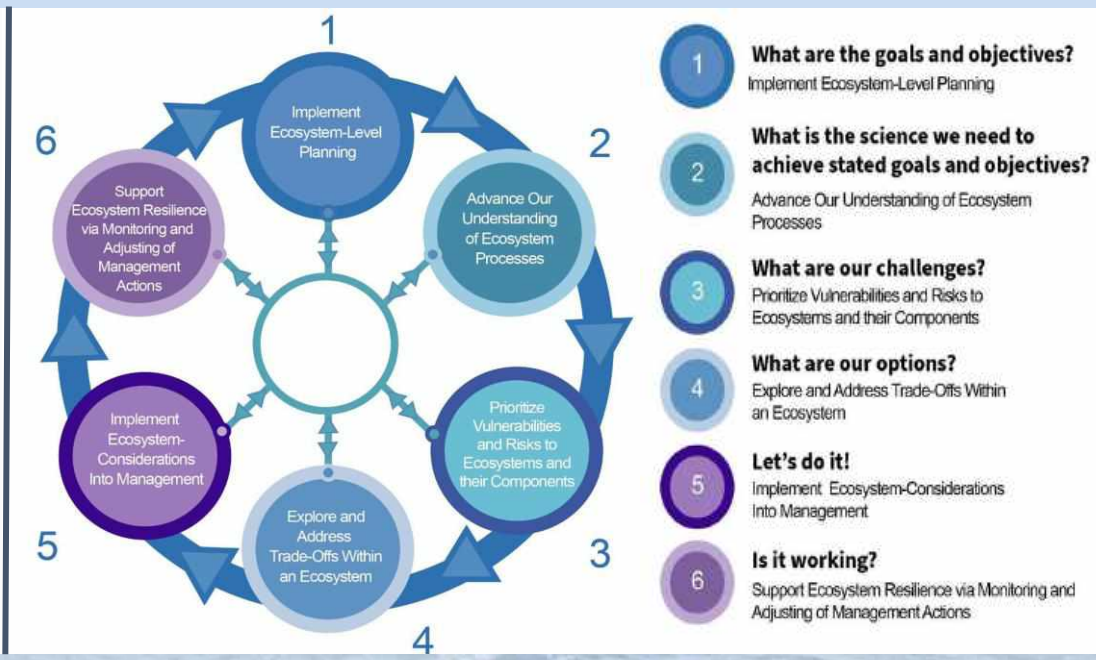 1
Implement
Ecosystem-Level
Planning
2
Advance Our
Understanding
of Ecosystem
Processes
3
Prioritize
Vulnerabilities
and Risks to
Ecosystems and
their Components
4
Explore and
Address
Trade-Offs Within
an Ecosystem
5
Implement
Ecosystem-
Considerations
Into Management
6
Support
Ecosystem Resilience
via Monitoring and
Adjusting of
Management
Actions
1
What are the goals and objectives?
Implement Ecosystem-Level Planning
2
What is the science we need to
achieve stated goals and objectives?
Advance Our Understanding of Ecosystem
Processes
3
What are our challenges?
Prioritize Vulnerabilities and Risks to
Ecosystems and their Components
4
What are our options?
Explore and Address Trade-Offs Within
an Ecosystem
5
Let's do it!
Implement Ecosystem-Considerations
Into Management
6
Is it working?
Support Ecosystem Resilience via Monitoring and
Adjusting of Management Actions